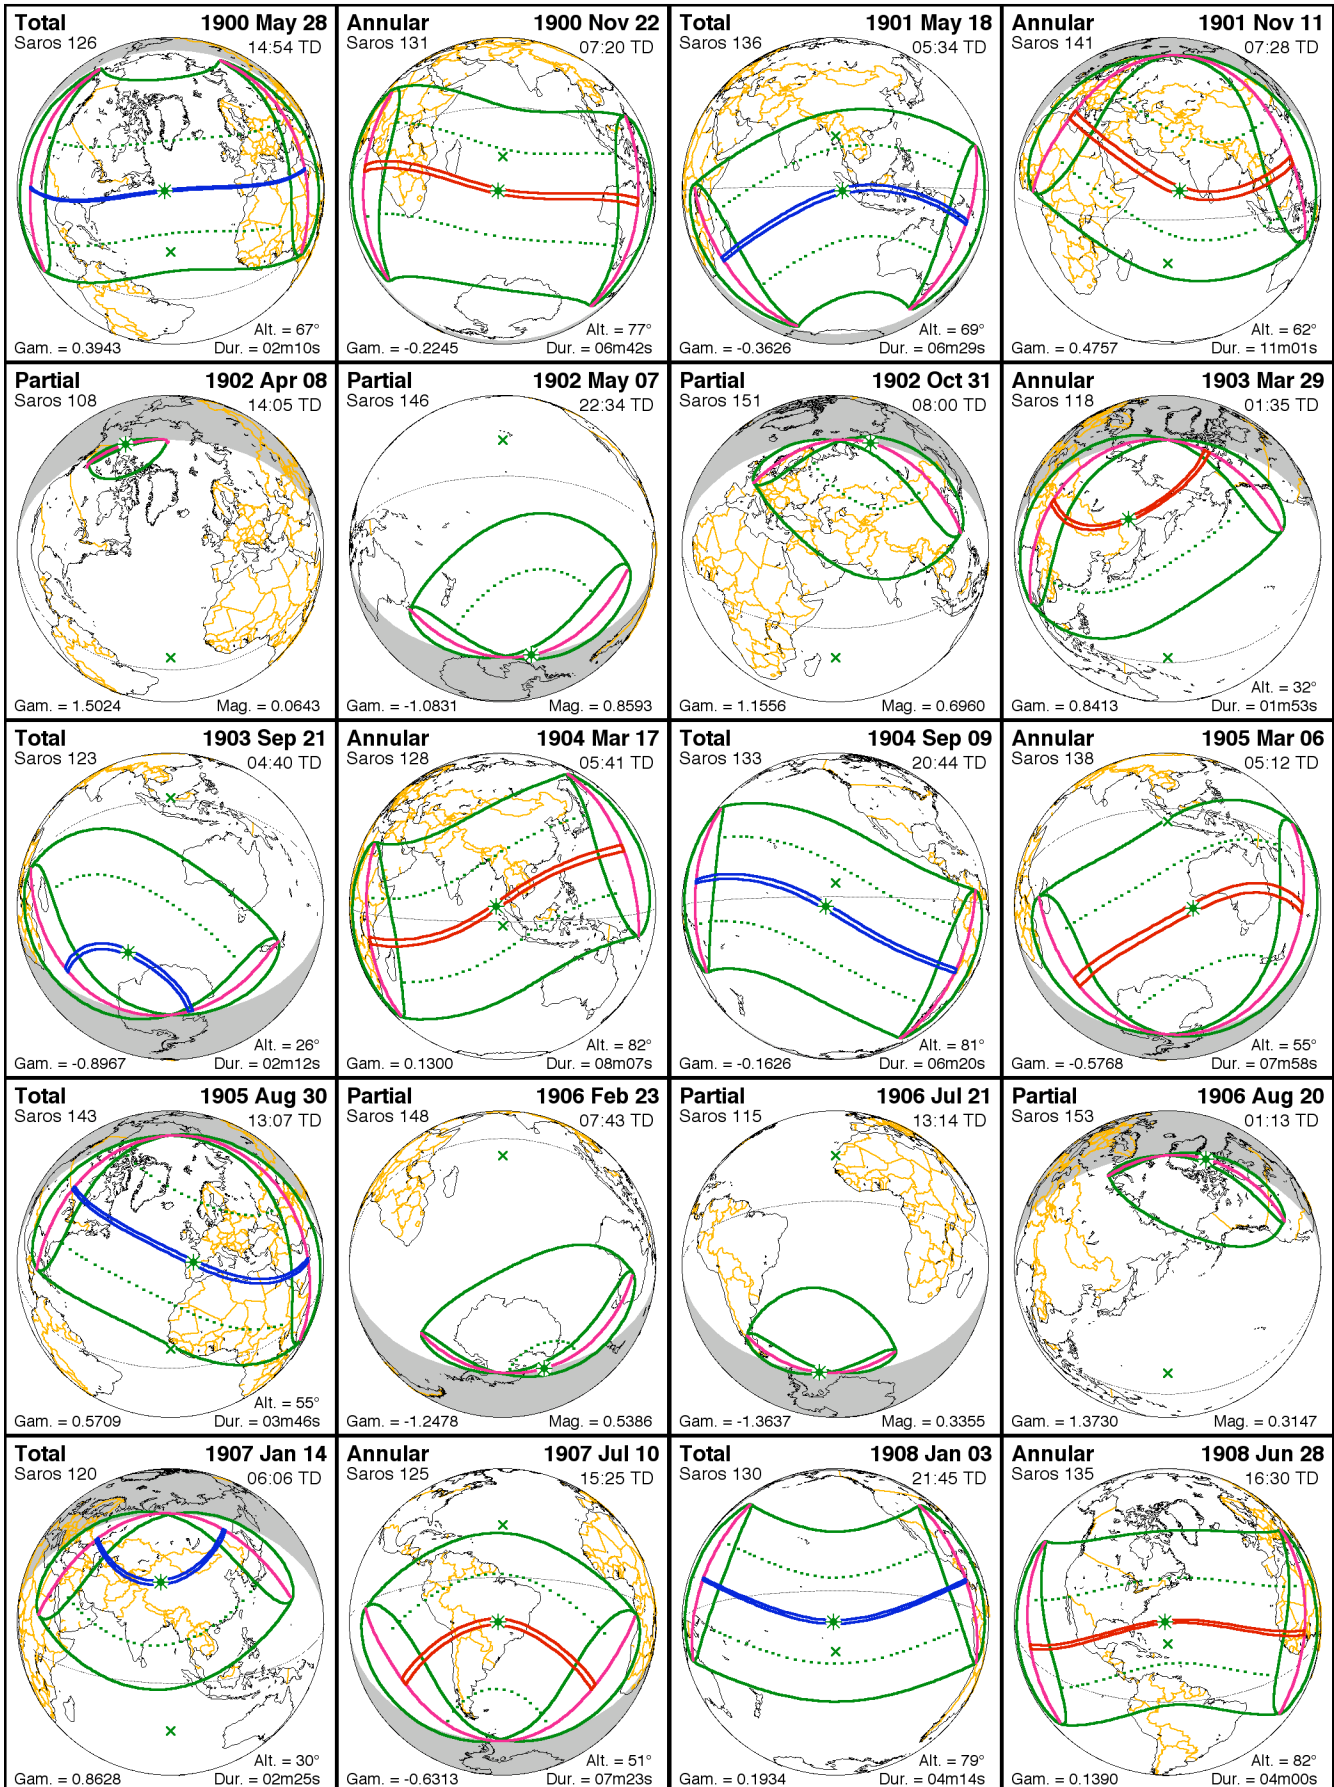 Total 1900 May 28
Saros 126 14:54 TD
Alt. = 67°
Gam. = 0.3943 Dur. = 02m10s
Annular 1900 Nov 22
Saros 131 07:20 TD
Alt. = 77°
Gam. = -0.2245 Dur. = 06m42s
Total 1901 May 18
Saros 136 05:34 TD
Alt. = 69°
Gam. = -0.3626 Dur. = 06m29s
Annular 1901 Nov 11
Saros 141 07:28 TD
Alt. = 62°
Gam. = 0.4757 Dur. = 11m01s
Partial 1902 Apr 08
Saros 108 14:05 TD
Gam. = 1.5024 Mag. = 0.0643
Partial 1902 May 07
Saros 146 22:34 TD
Gam. = -1.0831 Mag. = 0.8593
Partial 1902 Oct 31
Saros 151 08:00 TD
Gam. = 1.1556 Mag. = 0.6960
Annular 1903 Mar 29
Saros 118 01:35 TD
Alt. = 32°
Gam. = 0.8413 Dur. = 01m53s
Total 1903 Sep 21
Saros 123 04:40 TD
Alt. = 26°
Gam. = -0.8967 Dur. = 02m12s
Annular 1904 Mar 17
Saros 128 05:41 TD
Alt. = 82°
Gam. = 0.1300 Dur. = 08m07s
Total 1904 Sep 09
Saros 133 20:44 TD
Alt. = 81°
Gam. = -0.1626 Dur. = 06m20s
Annular 1905 Mar 06
Saros 138 05:12 TD
Alt. = 55°
Gam. = -0.5768 Dur. = 07m58s
Total 1905 Aug 30
Saros 143 13:07 TD
Alt. = 55°
Gam. = 0.5709 Dur. = 03m46s
Partial 1906 Feb 23
Saros 148 07:43 TD
Gam. = -1.2478 Mag. = 0.5386
Partial 1906 Jul 21
Saros 115 13:14 TD
Gam. = -1.3637 Mag. = 0.3355
Partial 1906 Aug 20
Saros 153 01:13 TD
Gam. = 1.3730 Mag. = 0.3147
Total 1907 Jan 14
Saros 120 06:06 TD
Alt. = 30°
Gam. = 0.8628 Dur. = 02m25s
Annular 1907 Jul 10
Saros 125 15:25 TD
Alt. = 51°
Gam. = -0.6313 Dur. = 07m23s
Total 1908 Jan 03
Saros 130 21:45 TD
Alt. = 79°
Gam. = 0.1934 Dur. = 04m14s
Annular 1908 Jun 28
Saros 135 16:30 TD
Alt. = 82°
Gam. = 0.1390 Dur. = 04m00s